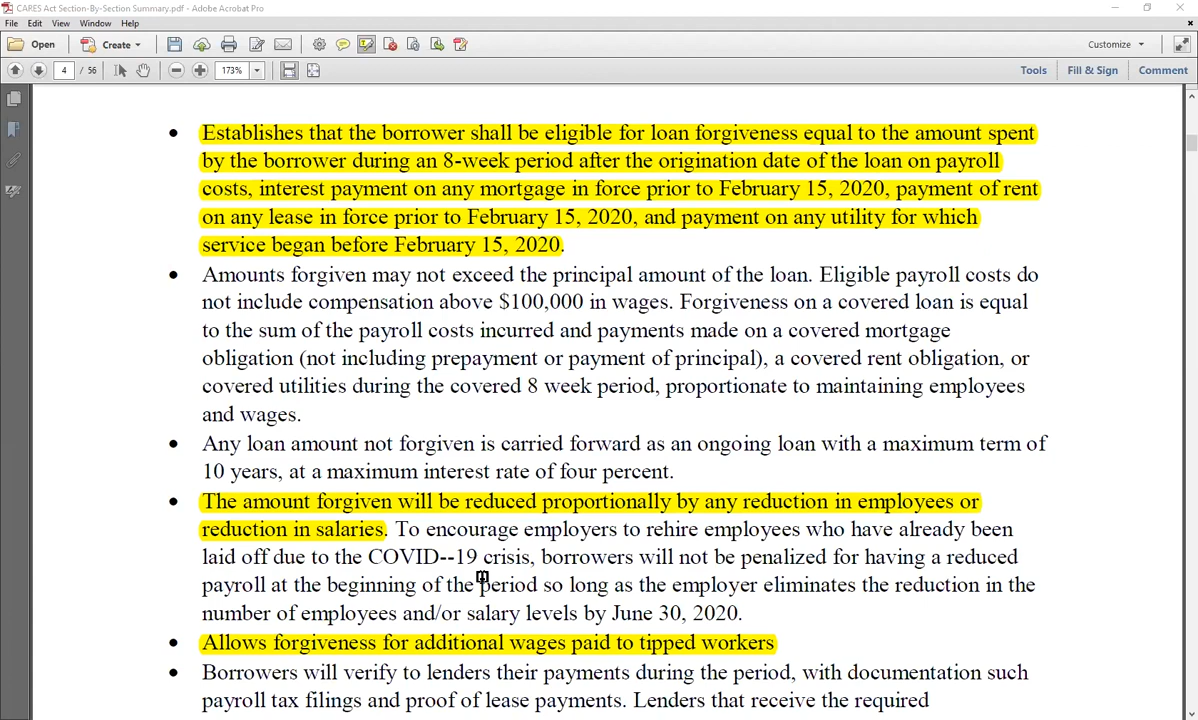 CARES Act Section-By-Section Summary.pdf - Adobe Acrobat Pro
File Edit View Window Help
Open Create Customize
4 / 56 173% Tools Fill & Sign Comment
• Establishes that the borrower shall be eligible for loan forgiveness equal to the amount spent
by the borrower during an 8-week period after the origination date of the loan on payroll
costs, interest payment on any mortgage in force prior to February 15, 2020, payment of rent
on any lease in force prior to February 15, 2020, and payment on any utility for which
service began before February 15, 2020.
• Amounts forgiven may not exceed the principal amount of the loan. Eligible payroll costs do
not include compensation above $100,000 in wages. Forgiveness on a covered loan is equal
to the sum of the payroll costs incurred and payments made on a covered mortgage
obligation (not including prepayment or payment of principal), a covered rent obligation, or
covered utilities during the covered 8 week period, proportionate to maintaining employees
and wages.
• Any loan amount not forgiven is carried forward as an ongoing loan with a maximum term of
10 years, at a maximum interest rate of four percent.
• The amount forgiven will be reduced proportionally by any reduction in employees or
reduction in salaries. To encourage employers to rehire employees who have already been
laid off due to the COVID--19 crisis, borrowers will not be penalized for having a reduced
payroll at the beginning of the period so long as the employer eliminates the reduction in the
number of employees and/or salary levels by June 30, 2020.
• Allows forgiveness for additional wages paid to tipped workers
• Borrowers will verify to lenders their payments during the period, with documentation such
payroll tax filings and proof of lease payments. Lenders that receive the required